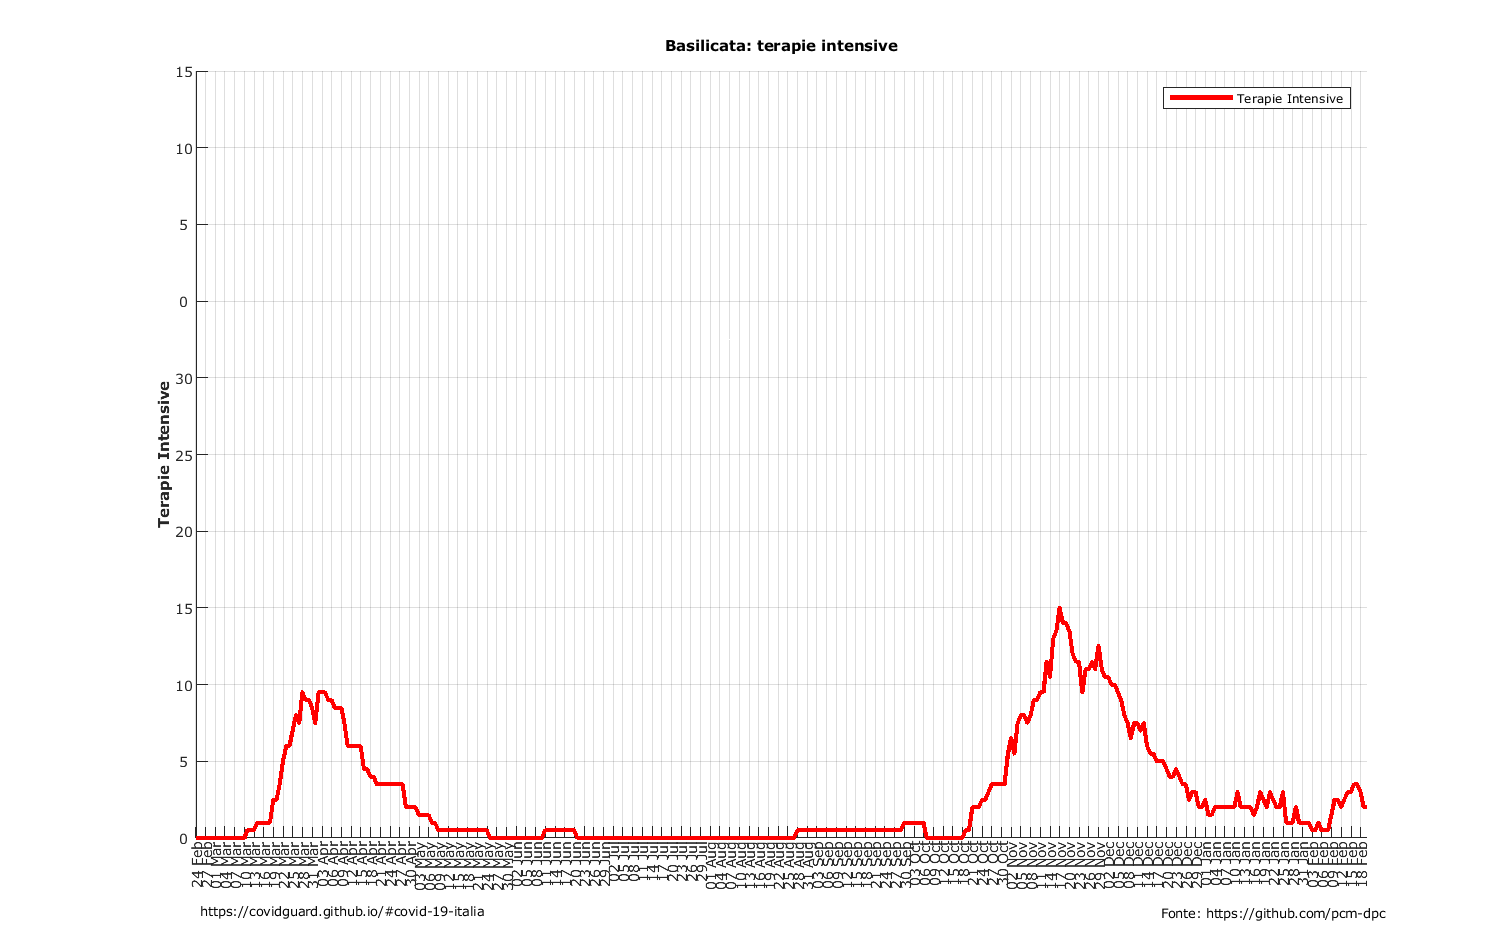 Basilicata: terapie intensive
Terapie Intensive
15
10
5
0
30
25
20
15
10
5
0
Terapie Intensive
24 Feb
27 Feb
01 Mar
04 Mar
07 Mar
10 Mar
13 Mar
16 Mar
19 Mar
22 Mar
25 Mar
28 Mar
31 Mar
03 Apr
06 Apr
09 Apr
12 Apr
15 Apr
18 Apr
21 Apr
24 Apr
27 Apr
30 Apr
03 May
06 May
09 May
12 May
15 May
18 May
21 May
24 May
27 May
30 May
02 Jun
05 Jun
08 Jun
11 Jun
14 Jun
17 Jun
20 Jun
23 Jun
26 Jun
29 Jun
02 Jul
05 Jul
08 Jul
11 Jul
14 Jul
17 Jul
20 Jul
23 Jul
26 Jul
29 Jul
01 Aug
04 Aug
07 Aug
10 Aug
13 Aug
16 Aug
19 Aug
22 Aug
25 Aug
28 Aug
31 Aug
03 Sep
06 Sep
09 Sep
12 Sep
15 Sep
18 Sep
21 Sep
24 Sep
27 Sep
30 Sep
03 Oct
06 Oct
09 Oct
12 Oct
15 Oct
18 Oct
21 Oct
24 Oct
27 Oct
30 Oct
02 Nov
05 Nov
08 Nov
11 Nov
14 Nov
17 Nov
20 Nov
23 Nov
26 Nov
29 Nov
02 Dec
05 Dec
08 Dec
11 Dec
14 Dec
17 Dec
20 Dec
23 Dec
26 Dec
29 Dec
01 Jan
04 Jan
07 Jan
10 Jan
13 Jan
16 Jan
19 Jan
22 Jan
25 Jan
28 Jan
31 Jan
03 Feb
06 Feb
09 Feb
12 Feb
15 Feb
18 Feb
https://covidguard.github.io/#covid-19-italia
Fonte: https://github.com/pcm-dpc